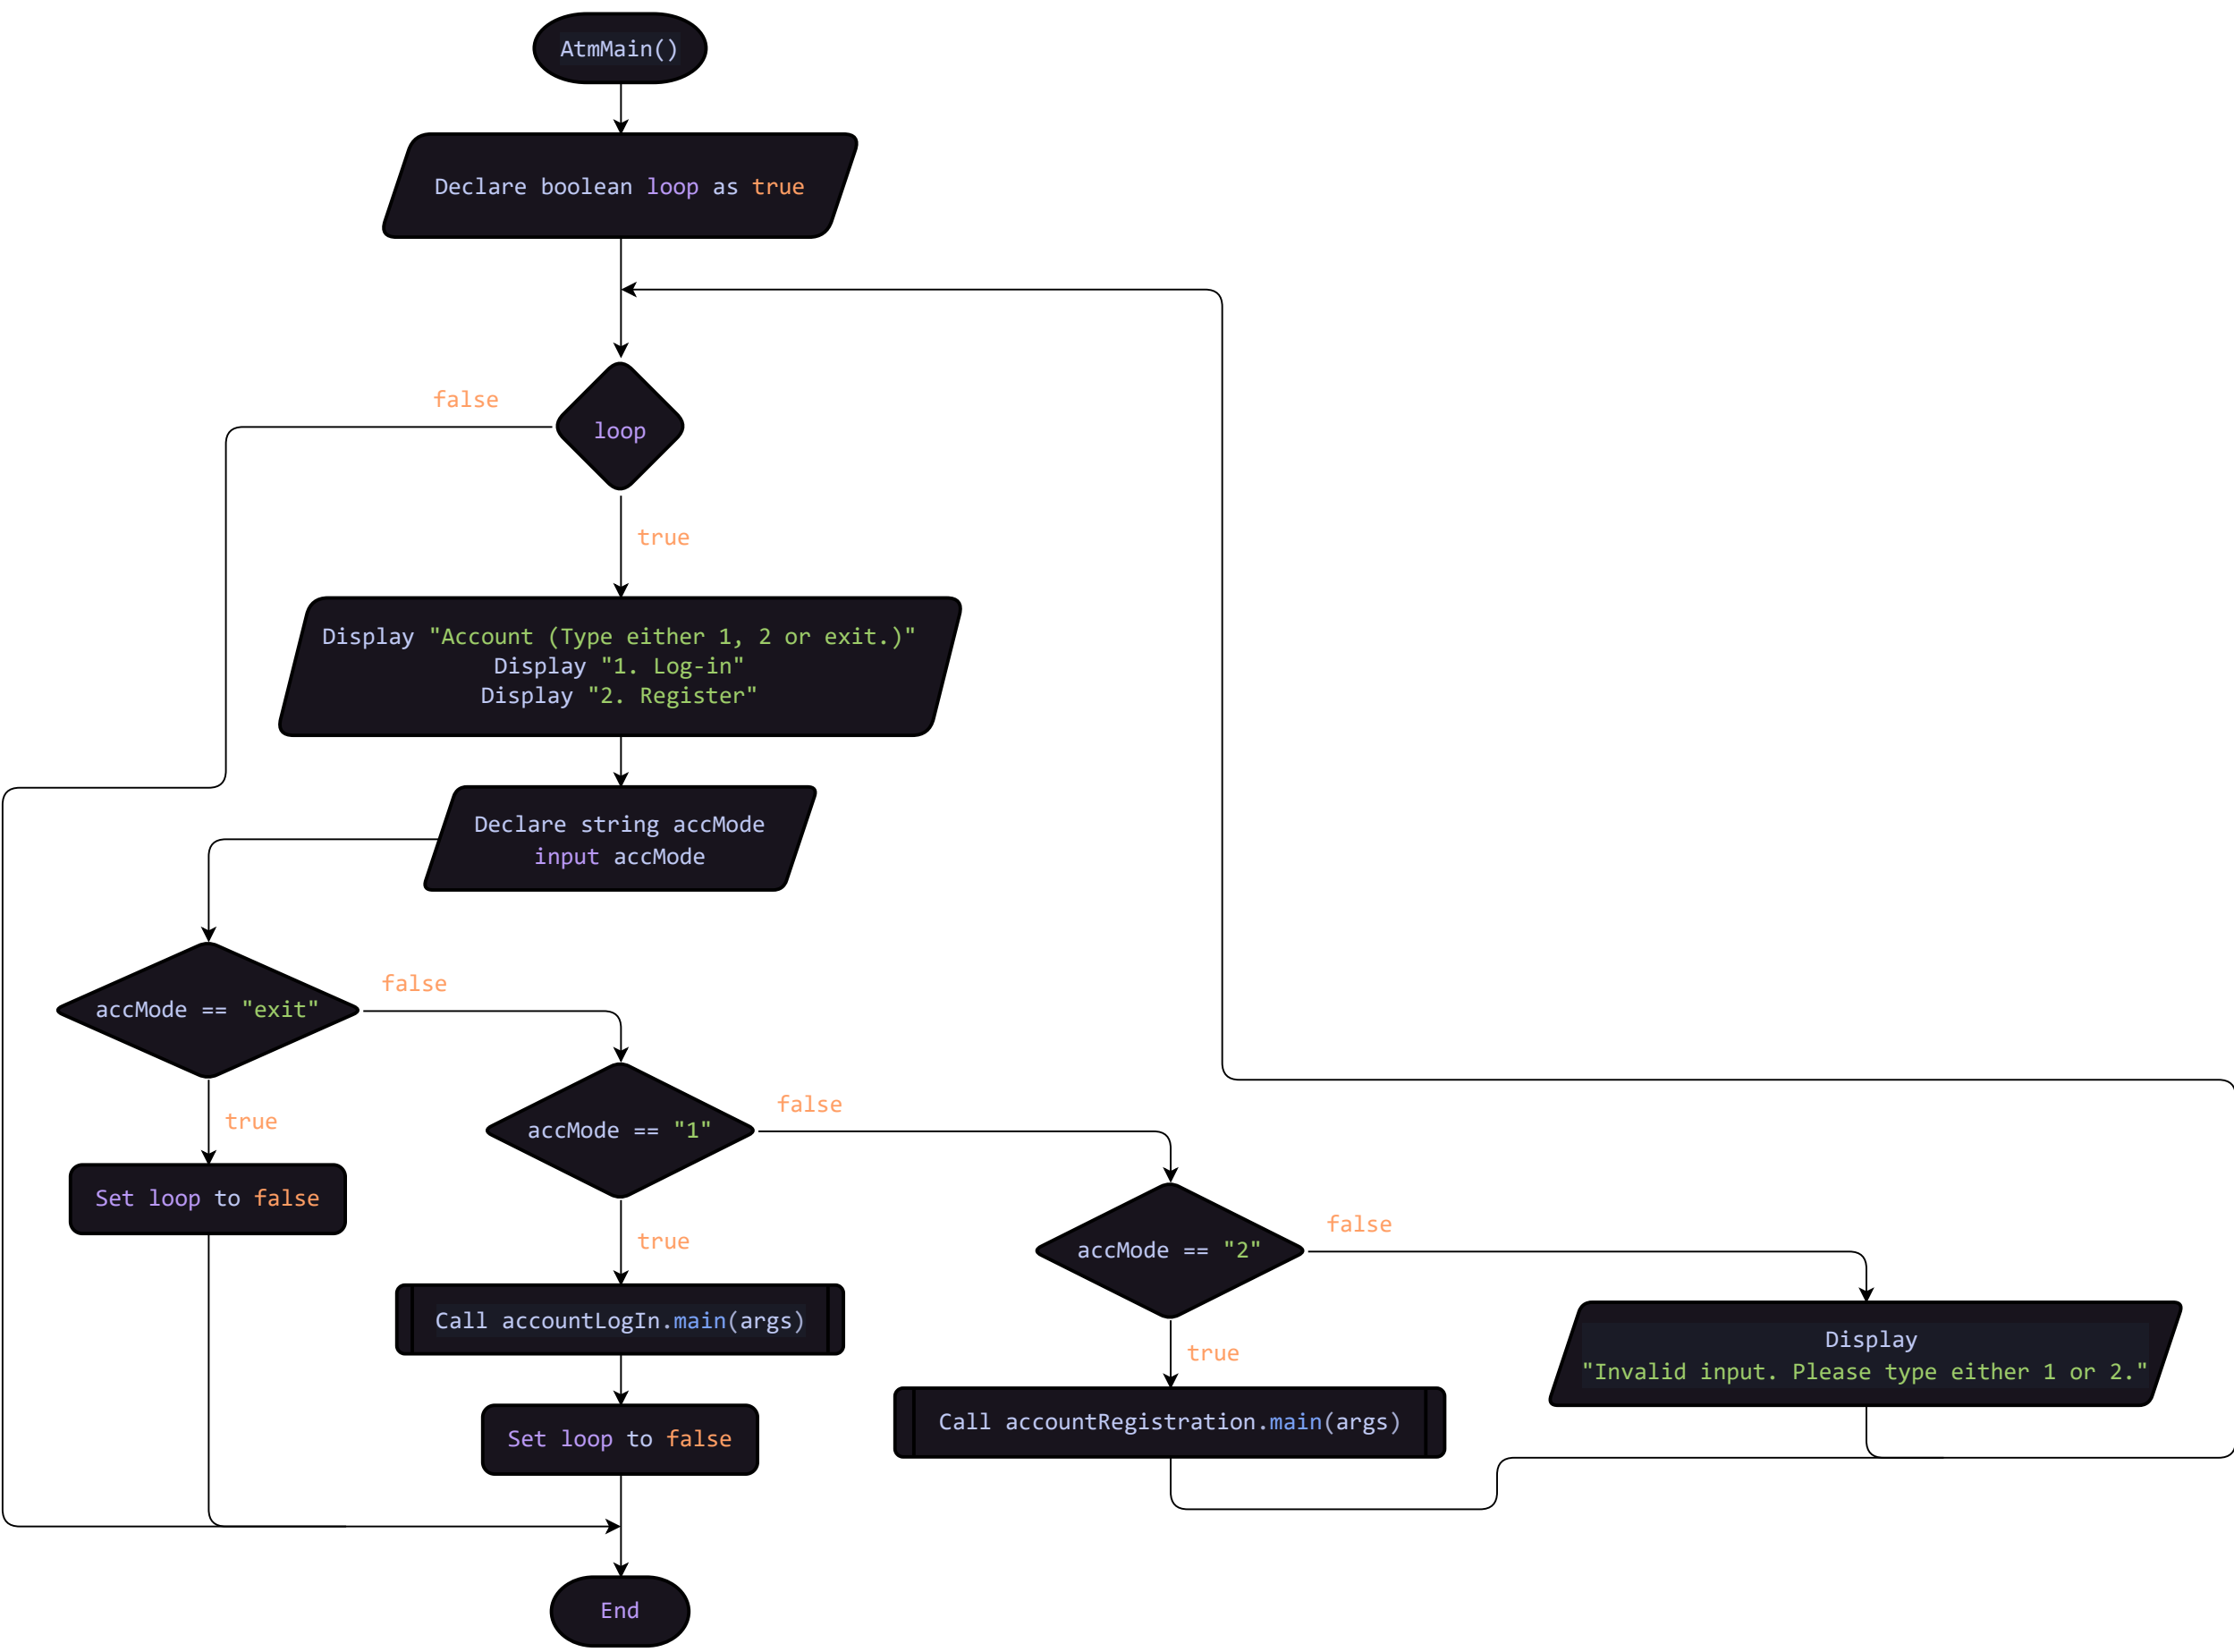 AtmMain()
Declare boolean loop as true
false
loop
true
Display "Account (Type either 1, 2 or exit.)"
Display "1. Log-in"
Display "2. Register"
Declare string accMode
input accMode
accMode == "exit"
false
true
Set loop to false
accMode == "1"
false
true
Call accountLogIn.main(args)
Set loop to false
accMode == "2"
false
true
Call accountRegistration.main(args)
Display
"Invalid input. Please type either 1 or 2."
End